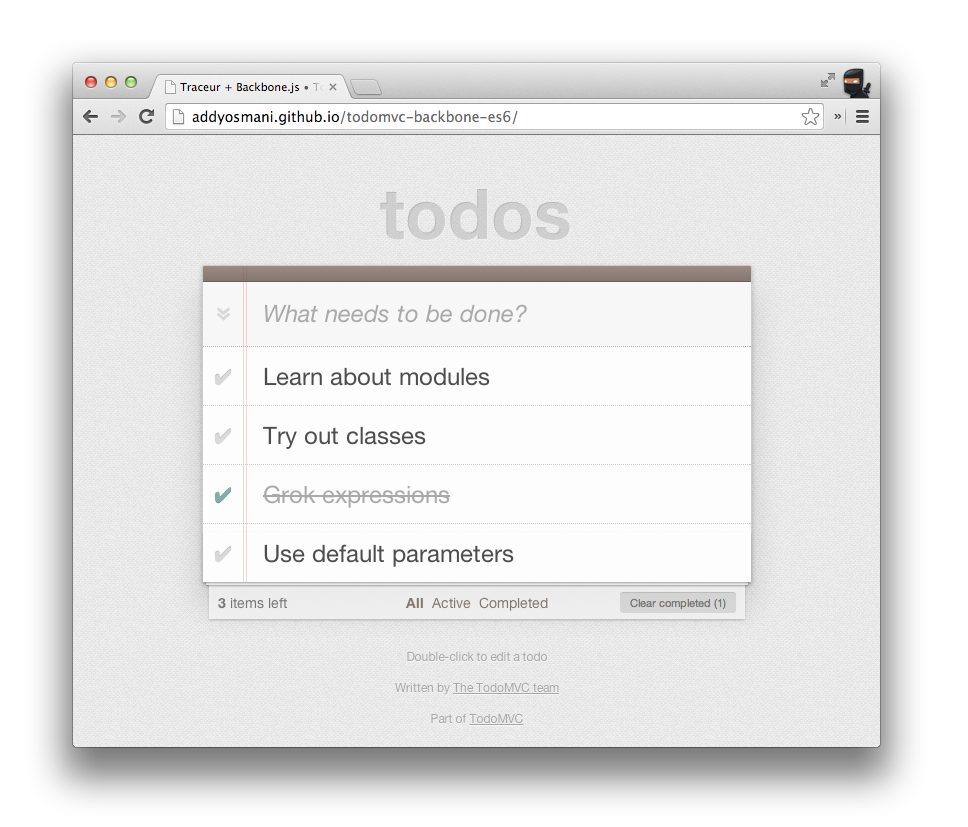 Traceur + Backbone.js •
addyosmani.github.io/todomvc-backbone-es6/
todos
What needs to be done?
Learn about modules
Try out classes
Grok expressions
Use default parameters
3 items left All Active Completed Clear completed (1)
Double-click to edit a todo
Written by The TodoMVC team
Part of TodoMVC